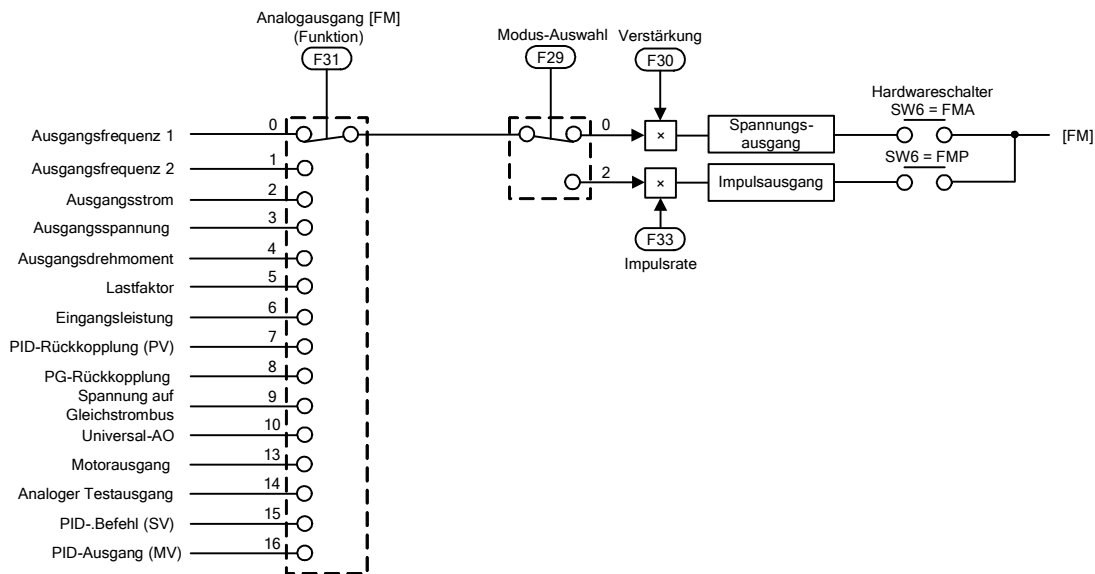 Analogausgang [FM]
(Funktion)
F31
Modus-Auswahl
F29
Verstärkung
F30
Hardwareschalter
SW6 = FMA
Ausgangsfrequenz 1
0
0
×
Spannungs-
ausgang
[FM]
Ausgangsfrequenz 2
1
2
×
Impulsausgang
SW6 = FMP
Ausgangsstrom
2
Ausgangsspannung
3
F33
Impulsrate
Ausgangsdrehmoment
4
Lastfaktor
5
Eingangsleistung
6
PID-Rückkopplung (PV)
7
PG-Rückkopplung
8
Spannung auf
Gleichstrombus
9
Universal-AO
10
Motorausgang
13
Analoger Testausgang
14
PID-.Befehl (SV)
15
PID-Ausgang (MV)
16